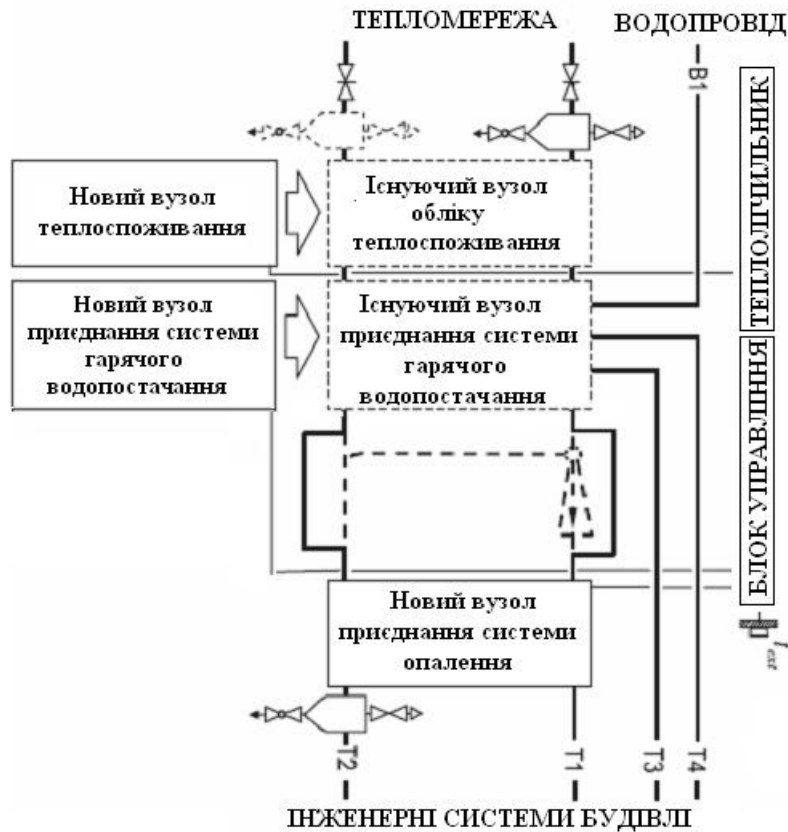 ТЕПЛОМЕРЕЖА
ВОДОПРОВІД
В1
Новий вузол
теплоспоживання
Існуючий вузол
обліку
теплоспоживання
ТЕПЛОЛІЧИЛЬНИК
Новий вузол
приєднання системи
гарячого
водопостачання
Існуючий вузол
приєднання системи
гарячого
водопостачання
БЛОК УПРАВЛІННЯ
Новий вузол
приєднання системи
опалення
T ext
Т2
Т1
Т3
Т4
ІНЖЕНЕРНІ СИСТЕМИ БУДІВЛІ